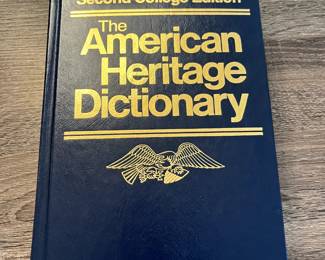 Second College Edition
The
American
Heritage
Dictionary